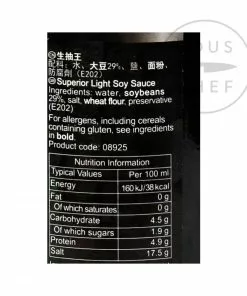 生抽王
配料：水、大豆29%、盐、面粉、
防腐剂（E202）
Superior Light Soy Sauce
Ingredients: water, soybeans
29%, salt, wheat flour, preservative
(E202)
For allergens, including cereals
containing gluten, see ingredients
in bold.
Product code: 08925
Nutrition Information
Typical Values Per 100 ml
Energy 160 kJ/38 kcal
Fat 0 g
Of which saturates 0 g
Carbohydrate 4.5 g
Of which sugars 1.9 g
Protein 4.9 g
Salt 17.5 g
OUS
CHEF